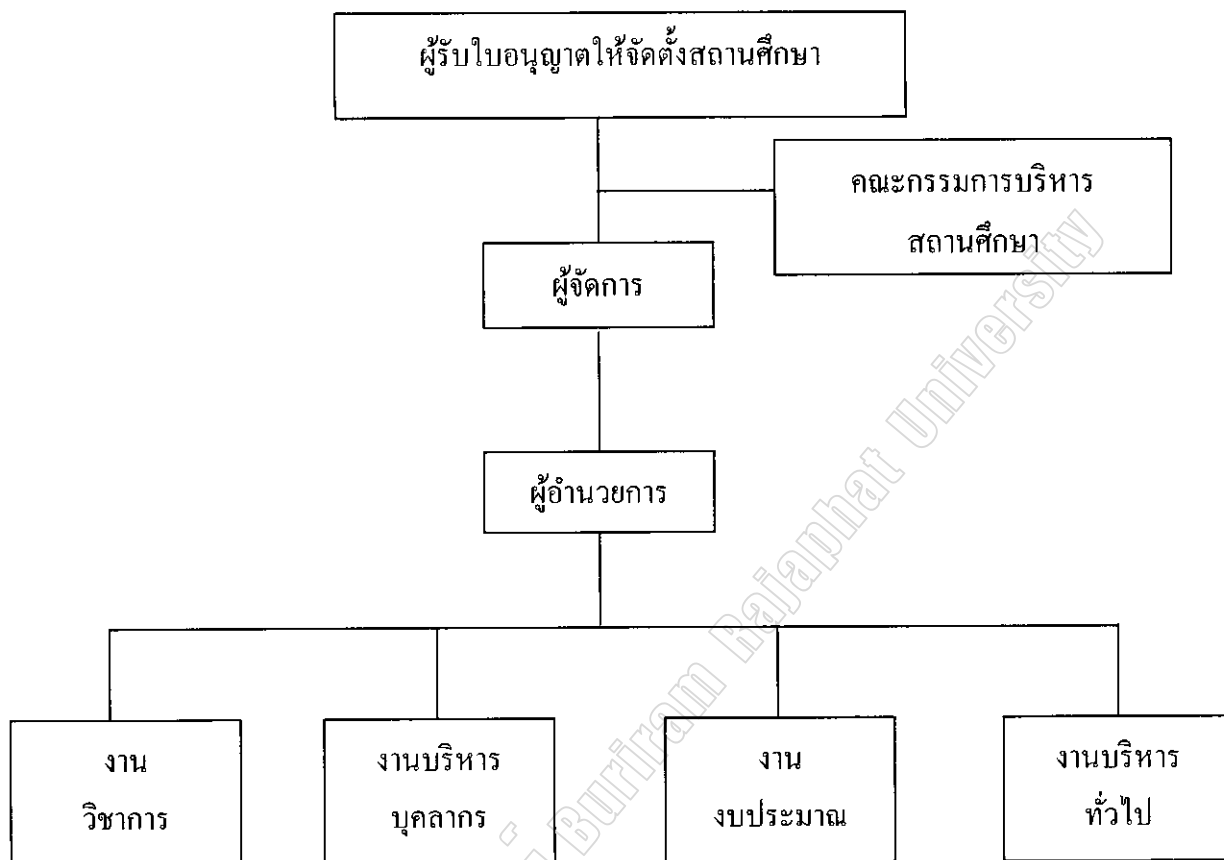 ผู้รับใบอนุญาตให้จัดตั้งสถานศึกษา
คณะกรรมการบริหาร
สถานศึกษา
ผู้จัดการ
ผู้อำนวยการ
งาน
วิชาการ
งานบริหาร
บุคลากร
งาน
งบประมาณ
งานบริหาร
ทั่วไป
Buriram Rajaphat University